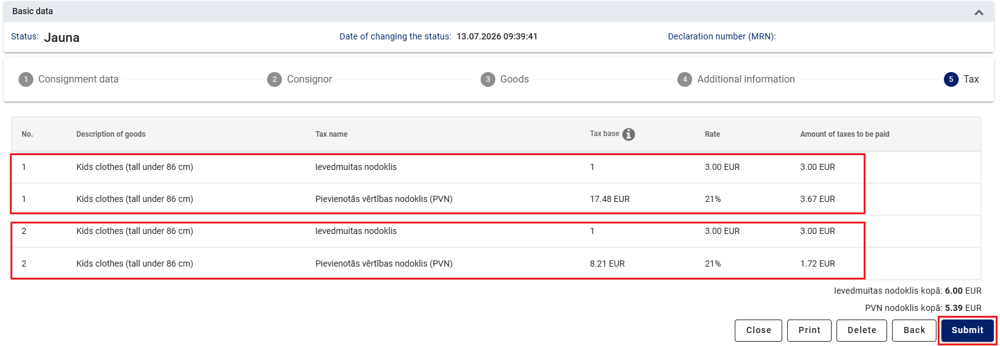 Basic data
Status: Jauna Date of changing the status: 13.07.2026 09:39:41 Declaration number (MRN):
1 Consignment data 2 Consignor 3 Goods 4 Additional information 5 Tax
No. Description of goods Tax name Tax base Rate Amount of taxes to be paid
1 Kids clothes (tall under 86 cm) Ievedmuitas nodoklis 1 3.00 EUR 3.00 EUR
1 Kids clothes (tall under 86 cm) Pievienotās vērtības nodoklis (PVN) 17.48 EUR 21% 3.67 EUR
2 Kids clothes (tall under 86 cm) Ievedmuitas nodoklis 1 3.00 EUR 3.00 EUR
2 Kids clothes (tall under 86 cm) Pievienotās vērtības nodoklis (PVN) 8.21 EUR 21% 1.72 EUR
Ievedmuitas nodoklis kopā: 6.00 EUR
PVN nodoklis kopā: 5.39 EUR
Close Print Delete Back Submit